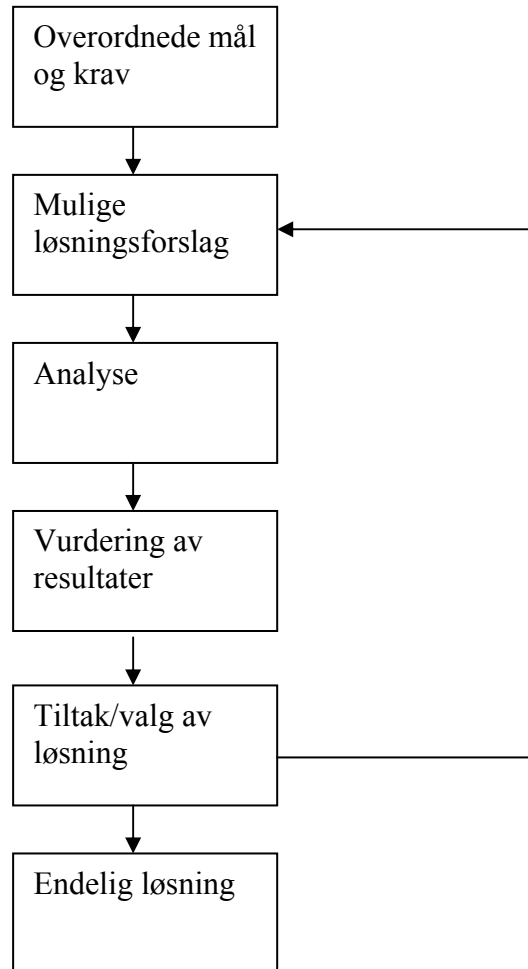 Overordnede mål
og krav
Mulige
løsningsforslag
Analyse
Vurdering av
resultater
Tiltak/valg av
løsning
Endelig løsning